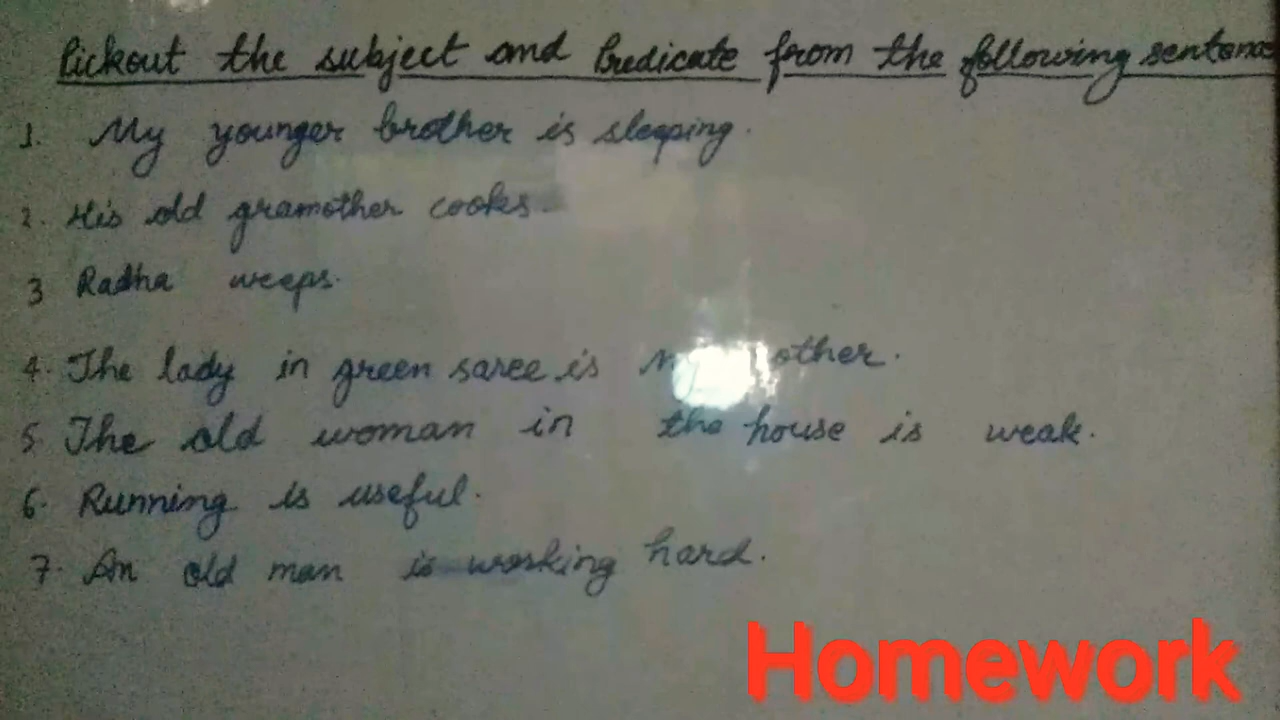 Pickout the subject and Predicate from the following sentence
1. My younger brother is sleeping.
2. His old gramother cooks.
3 Radha weeps.
4. The lady in green saree is other.
5. The old woman in the house is weak.
6. Running is useful.
7. An old man is working hard.
Homework